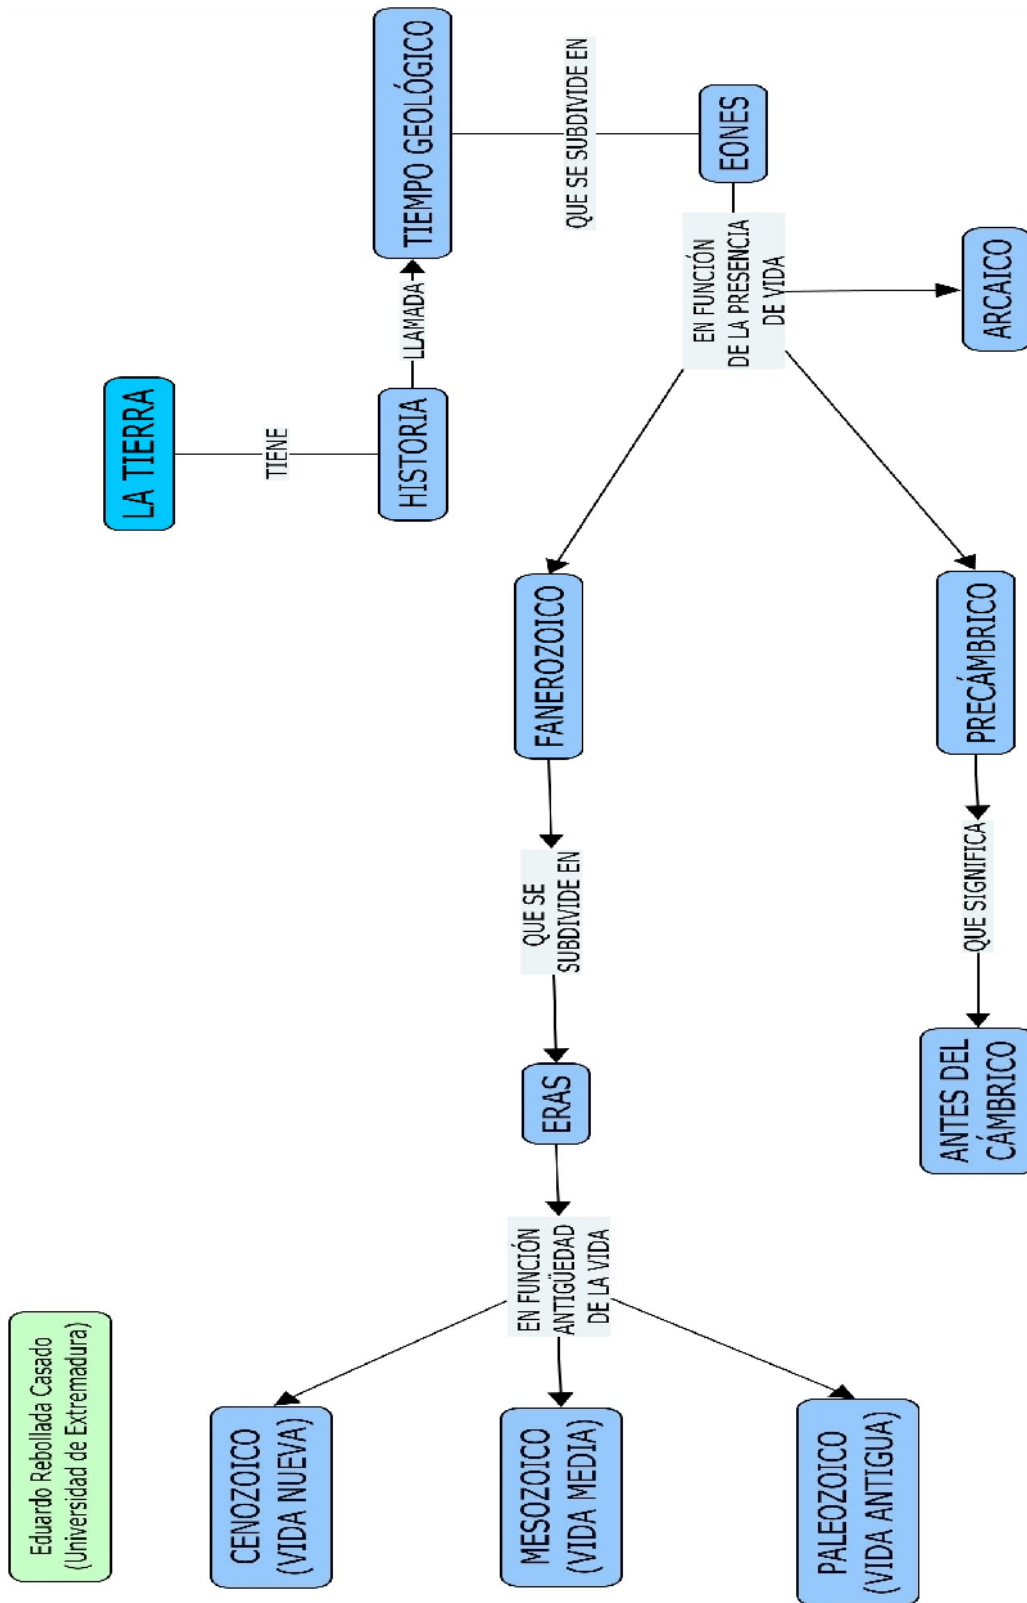 Eduardo Rebollada Casado
(Universidad de Extremadura)
LA TIERRA
TIENE
HISTORIA
LLAMADA
TIEMPO GEOLÓGICO
QUE SE SUBDIVIDE EN
EONES
EN FUNCIÓN
DE LA PRESENCIA
DE VIDA
FANEROZOICO
PRECÁMBRICO
ARCAICO
QUE SE
SUBDIVIDE EN
ERAS
EN FUNCIÓN
ANTIGÜEDAD
DE LA VIDA
CENOZOICO
(VIDA NUEVA)
MESOZOICO
(VIDA MEDIA)
PALEOZOICO
(VIDA ANTIGUA)
QUE SIGNIFICA
ANTES DEL
CÁMBRICO